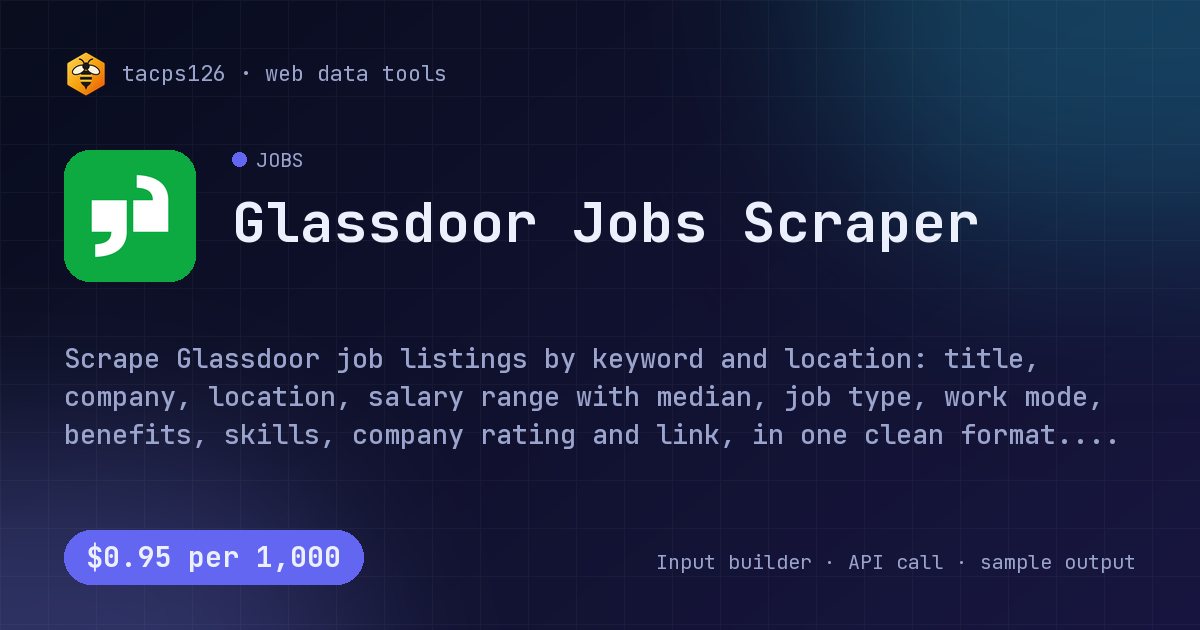 tacps126 · web data tools
JOBS
Glassdoor Jobs Scraper
Scrape Glassdoor job listings by keyword and location: title,
company, location, salary range with median, job type, work mode,
benefits, skills, company rating and link, in one clean format....
$0.95 per 1,000
Input builder · API call · sample output